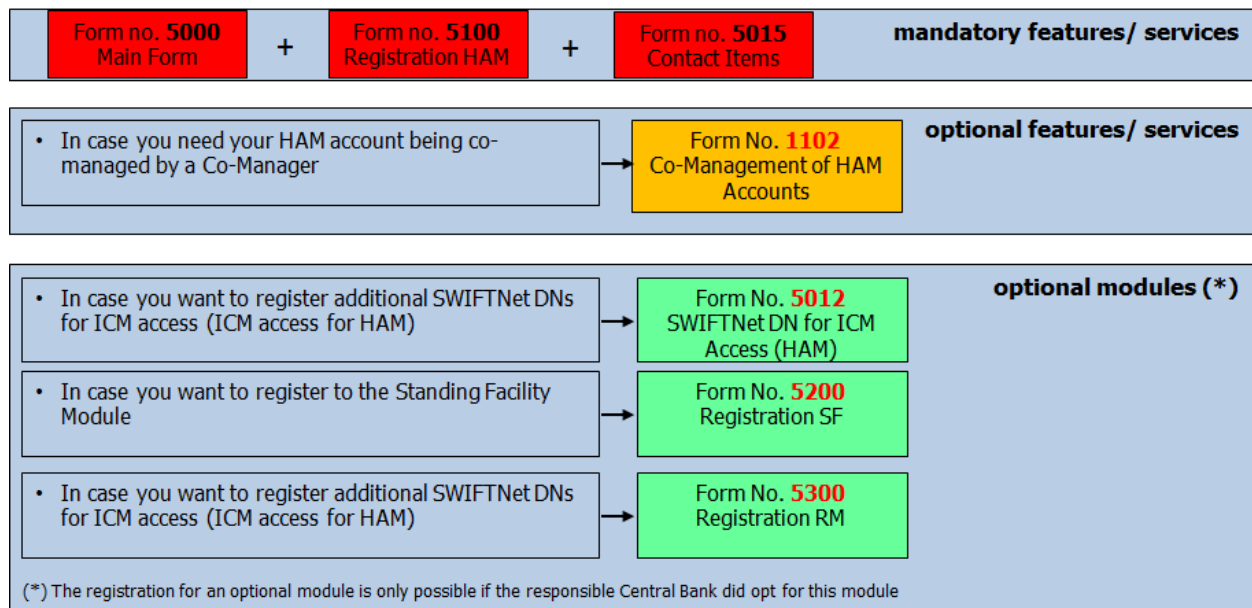 Form no. 5000
Main Form
+
Form no. 5100
Registration HAM
+
Form no. 5015
Contact Items
mandatory features/ services
optional features/ services
• In case you need your HAM account being co-
managed by a Co-Manager
Form No. 1102
Co-Management of HAM
Accounts
optional modules (*)
• In case you want to register additional SWIFTNet DNs
for ICM access (ICM access for HAM)
Form No. 5012
SWIFTNet DN for ICM
Access (HAM)
• In case you want to register to the Standing Facility
Module
Form No. 5200
Registration SF
• In case you want to register additional SWIFTNet DNs
for ICM access (ICM access for HAM)
Form No. 5300
Registration RM
(*) The registration for an optional module is only possible if the responsible Central Bank did opt for this module